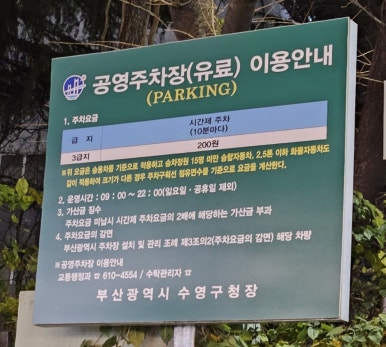 공영주차장(유료) 이용안내
(PARKING)
1. 주차요금
급 지 시간제 주차
(10분마다)
3급지 200원
※위 요금은 승용차를 기준으로 적용하고 승차정원 15명 미만 승합자동차, 2.5톤 이하 화물자동차도
같이 적용하며 크기가 다른 경우 주차구획선 점유면수를 기준으로 요금을 계산한다.
2. 운영시간 : 09 : 00 ~ 22 : 00(일요일 · 공휴일 제외)
3. 가산금 징수
주차요금 미납시 시간제 주차요금의 2배에 해당하는 가산금 부과
4. 주차요금의 감면
부산광역시 주차장 설치 및 관리 조례 제3조의2(주차요금의 감면) 해당 차량
※공영주차장 이용안내
교통행정과 ☎ 610-4554 / 수탁관리자 ☎
부산광역시 수영구청장